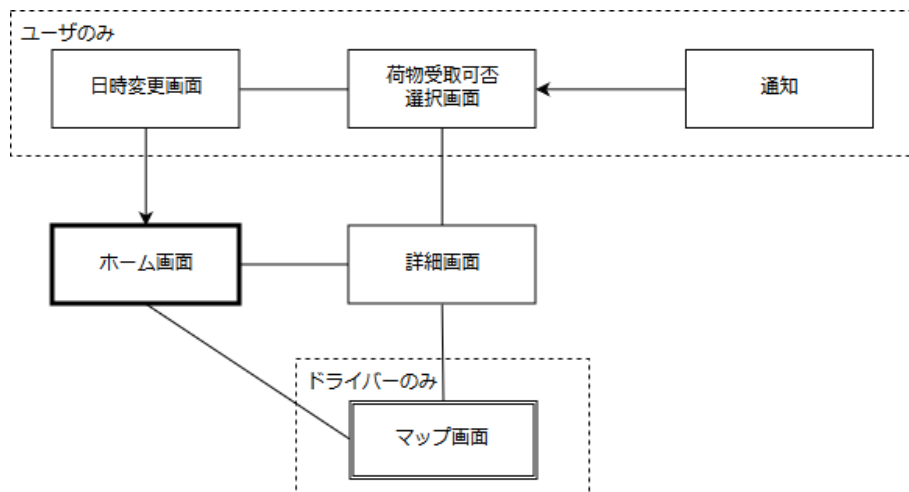 ユーザのみ
日時変更画面
荷物受取可否
選択画面
通知
ホーム画面
詳細画面
ドライバーのみ
マップ画面